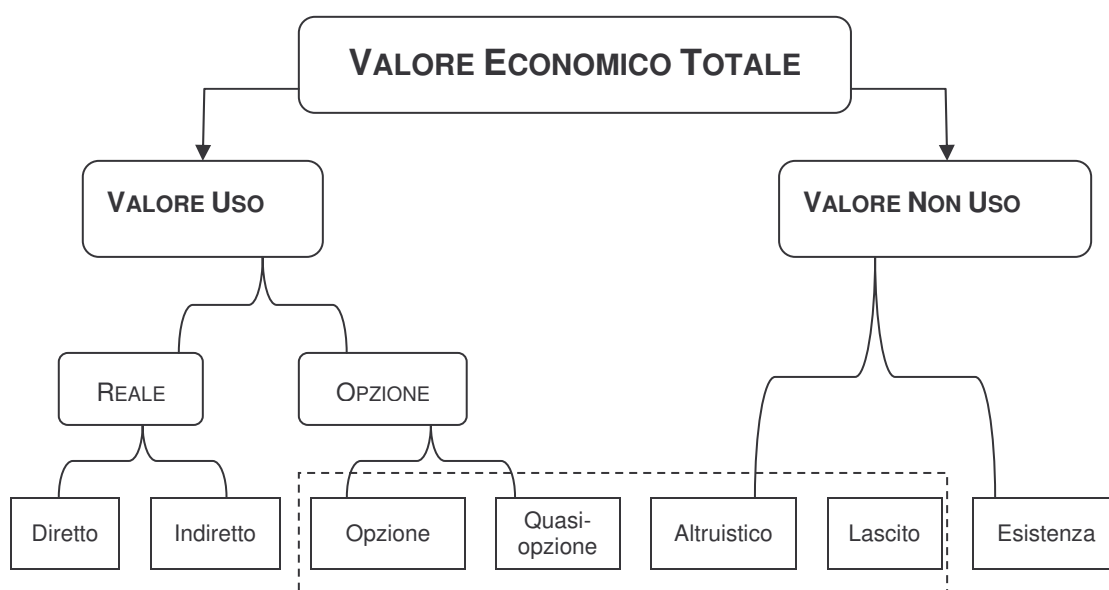 VALORE ECONOMICO TOTALE
VALORE USO
VALORE NON USO
REALE
OPZIONE
Diretto
Indiretto
Opzione
Quasi-
opzione
Altruistico
Lascito
Esistenza